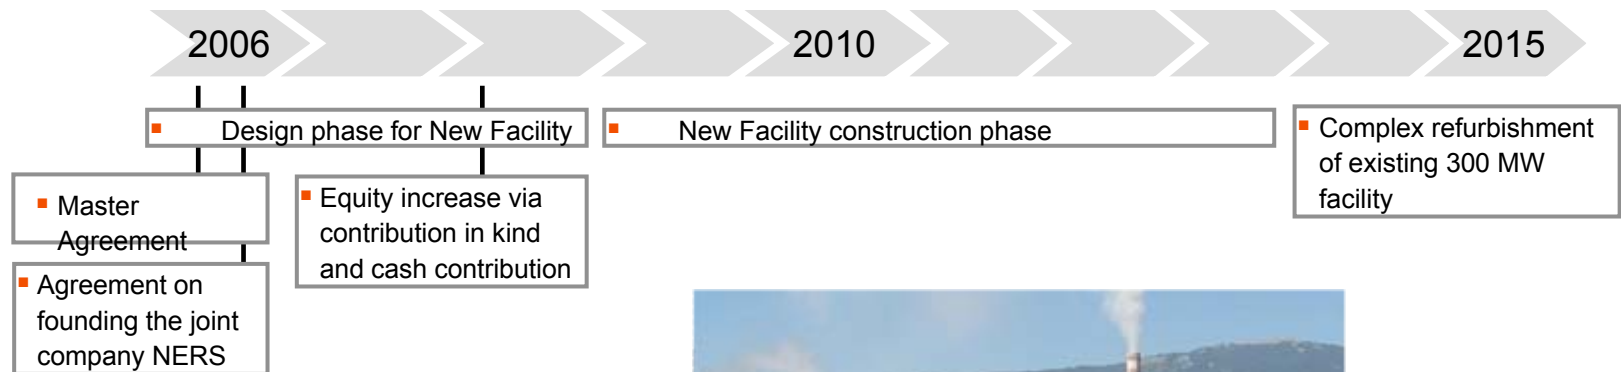 2006
2010
2015
▪ Design phase for New Facility
▪ New Facility construction phase
▪ Complex refurbishment
of existing 300 MW
facility
▪ Master
Agreement
▪ Equity increase via
contribution in kind
and cash contribution
▪ Agreement on
founding the joint
company NERS